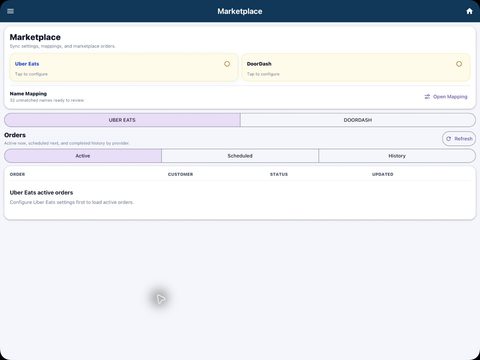 Marketplace
Marketplace
Sync settings, mappings, and marketplace orders.
Uber Eats
Tap to configure
DoorDash
Tap to configure
Name Mapping
52 unmatched names ready to review
Open Mapping
UBER EATS
DOORDASH
Orders
Active now, scheduled next, and completed history by provider.
Refresh
Active
Scheduled
History
ORDER
CUSTOMER
STATUS
UPDATED
Uber Eats active orders
Configure Uber Eats settings first to load active orders.